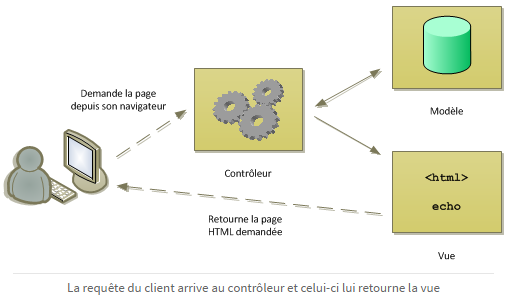 Demande la page
depuis son navigateur
Contrôleur
Modèle
<html>
echo
Vue
Retourne la page
HTML demandée
La requête du client arrive au contrôleur et celui-ci lui retourne la vue